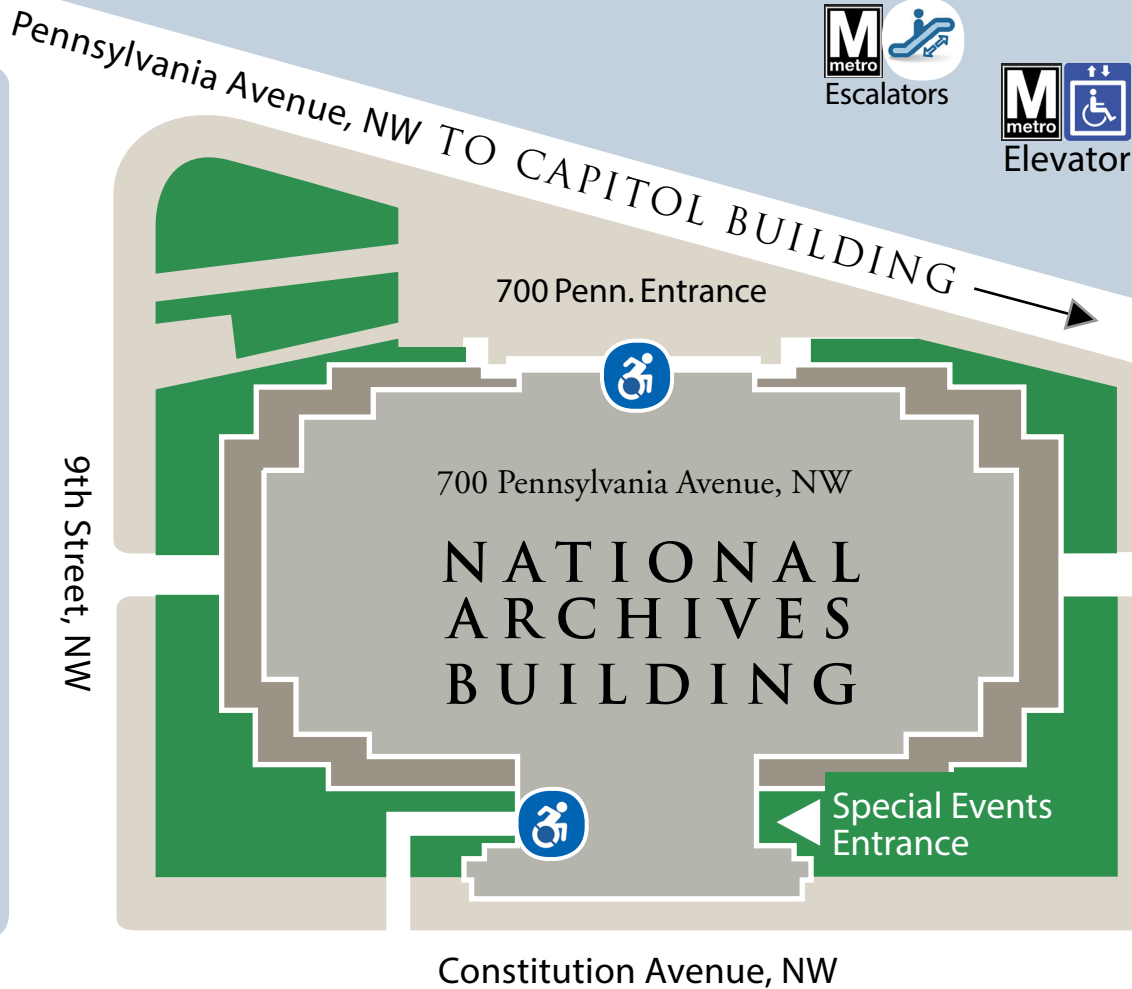 Pennsylvania Avenue, NW TO CAPITOL BUILDING
M
metro
Escalators
M
metro
Elevator
700 Penn. Entrance
9th Street, NW
700 Pennsylvania Avenue, NW
NATIONAL
ARCHIVES
BUILDING
Special Events
Entrance
Constitution Avenue, NW